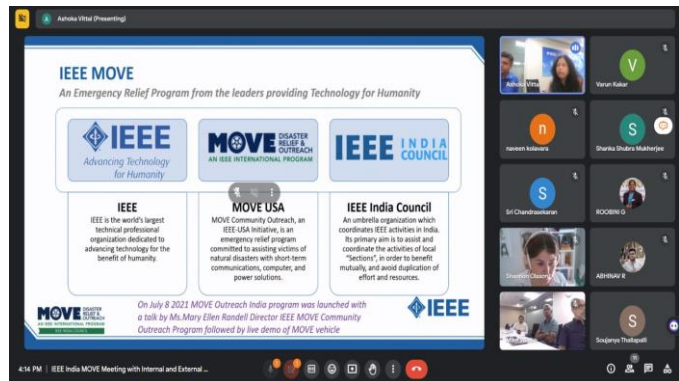 Ashoka Vittal (Presenting)
IEEE MOVE
An Emergency Relief Program from the leaders providing Technology for Humanity
IEEE
Advancing Technology
for Humanity
MOVE DISASTER
RELIEF &
OUTREACH
AN IEEE INTERNATIONAL PROGRAM
IEEE INDIA
COUNCIL
IEEE
IEEE is the world's largest
technical professional
organization dedicated to
advancing technology for the
benefit of humanity.
MOVE USA
MOVE Community Outreach, an
IEEE-USA Initiative, is an
emergency relief program
committed to assisting victims of
natural disasters with short-term
communications, computer, and
power solutions.
IEEE India Council
An umbrella organization which
coordinates IEEE activities in India.
Its primary aim is to assist and
coordinate the activities of local
"Sections", in order to benefit
mutually, and avoid duplication of
effort and resources.
MOVE DISASTER
RELIEF &
OUTREACH
AN IEEE INTERNATIONAL PROGRAM
On July 8 2021 MOVE Outreach India program was launched with
a talk by Ms.Mary Ellen Randell Director IEEE MOVE Community
Outreach Program followed by live demo of MOVE vehicle
IEEE
Ashoka Vittal
V
Varun Kakar
n
naveen kolavara
S
Shanka Shubra Mukherjee
S
Sri Chandrasekaran
ROOBINI G
ABHINAV R
S
Soujanya Thallapalli
4:14 PM | IEEE India MOVE Meeting with Internal and External ...